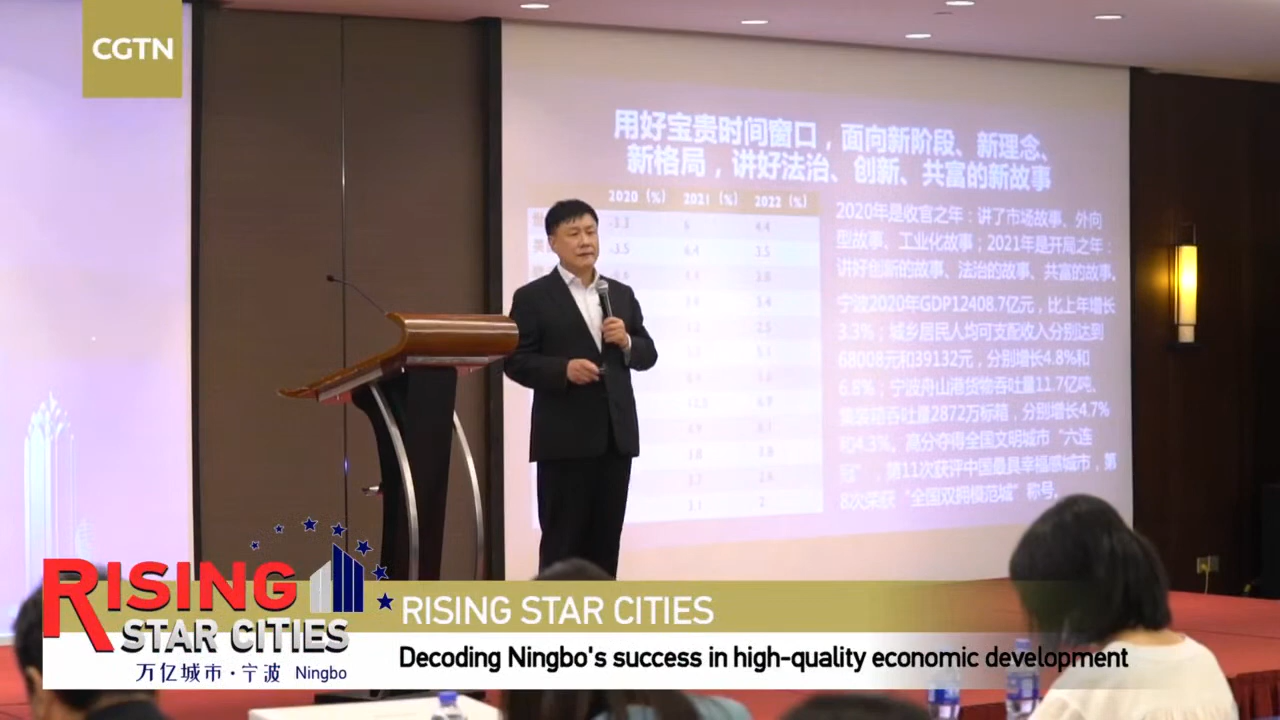 CGTN
用好宝贵时间窗口，面向新阶段、新理念、
新格局，讲好法治、创新、共富的新故事
2020（%） 2021（%） 2022（%）
6 4.4
美 -3.5 6.4 3.5
2020年是收官之年：讲了市场故事、外向
型故事、工业化故事；2021年是开局之年：
讲好创新的故事、法治的故事、共富的故事。
宁波2020年GDP12408.7亿元，比上年增长
3.3%；城乡居民人均可支配收入分别达到
68008元和39132元，分别增长4.8%和
6.8%；宁波舟山港货物吞吐量11.7亿吨、
集装箱吞吐量2872万标箱，分别增长4.7%
和4.3%。高分夺得全国文明城市“六连
冠”，第11次获评中国最具幸福感城市，第
8次荣获“全国双拥模范城”称号。
RISING
STAR CITIES
万亿城市·宁波 Ningbo
RISING STAR CITIES
Decoding Ningbo's success in high-quality economic development